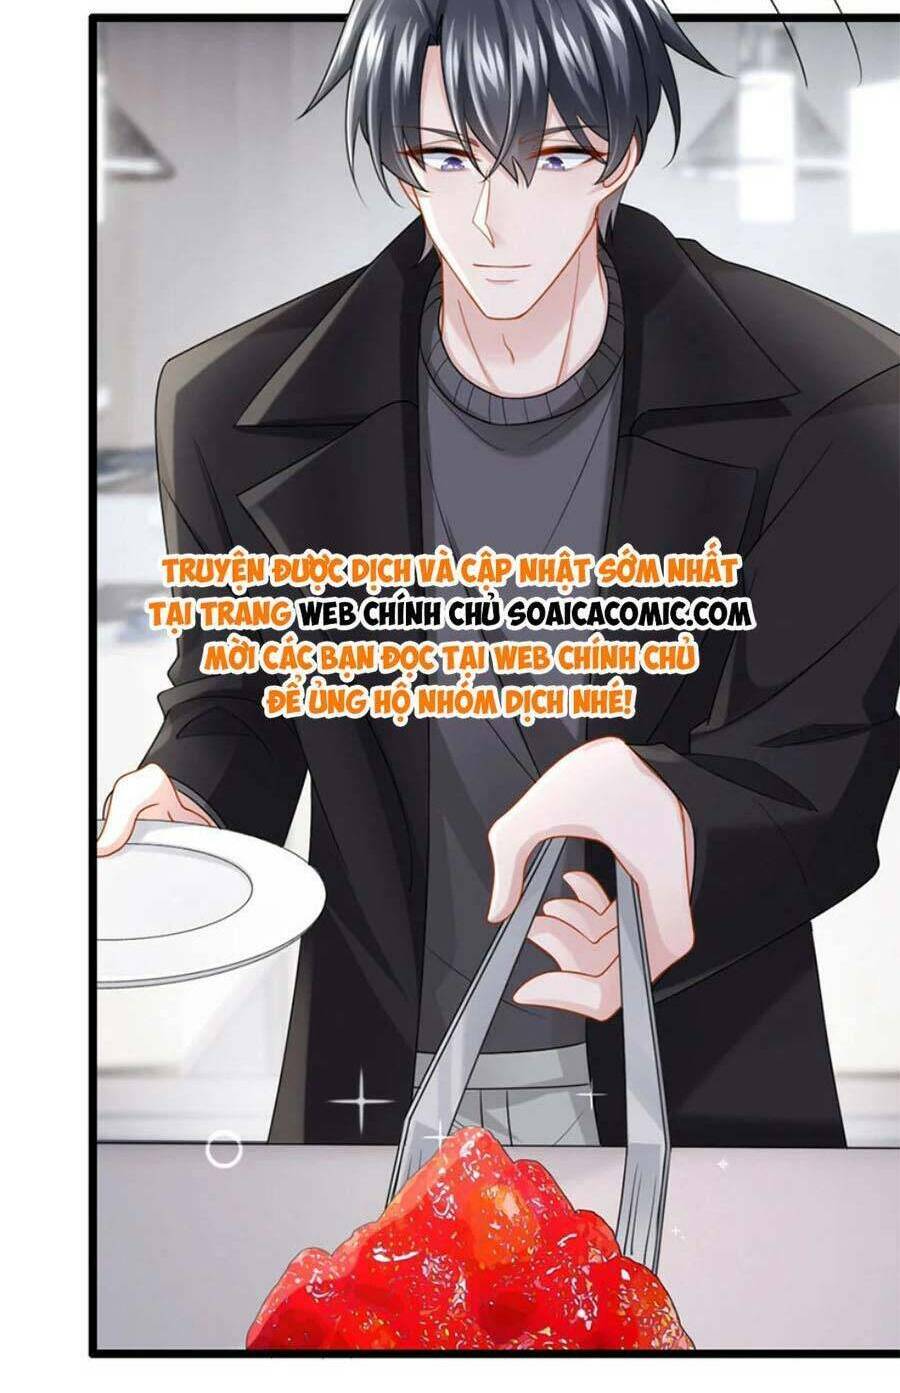 TRUYỆN ĐƯỢC DỊCH VÀ CẬP NHẬT SỚM NHẤT
TẠI TRANG WEB CHÍNH CHỦ SOAICACOMIC.COM
MỜI CÁC BẠN ĐỌC TẠI WEB CHÍNH CHỦ
ĐỂ ỦNG HỘ NHÓM DỊCH NHÉ!